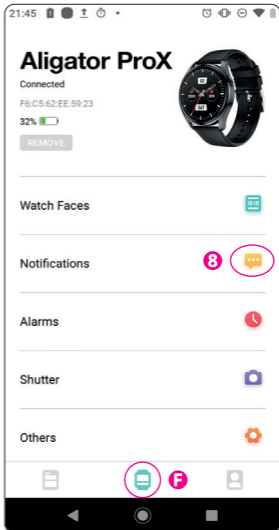 21:45
Aligator ProX
Connected
F6:C5:62:EE:59:23
32%
REMOVE
Watch Faces
Notifications
8
Alarms
Shutter
Others
F